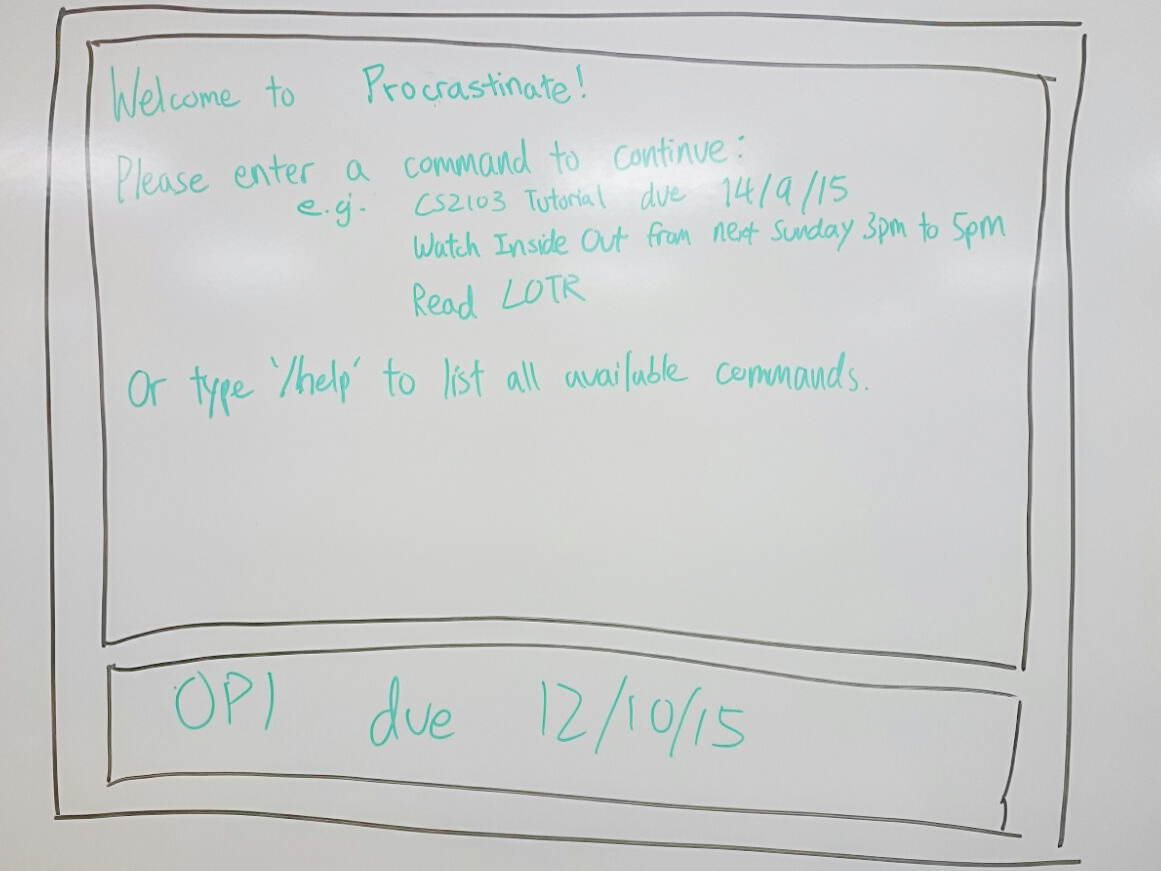 Welcome to Procrastinate!
Please enter a command to continue:
e.g. CS2103 Tutorial due 14/9/15
Watch Inside Out from next Sunday 3pm to 5pm
Read LOTR
Or type '/help' to list all available commands.
OP1 due 12/10/15